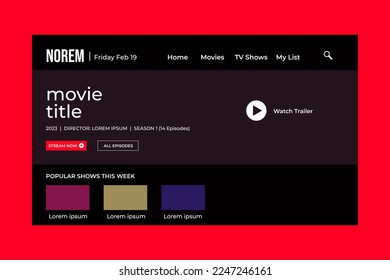 NOREM | Friday Feb 19 Home Movies TV Shows My List
movie
title
Watch Trailer
2023 | DIRECTOR: LOREM IPSUM | SEASON 1 (14 Episodes)
STREAM NOW ALL EPISODES
POPULAR SHOWS THIS WEEK
Lorem ipsum Lorem ipsum Lorem ipsum
shutterstock.com · 2247246161